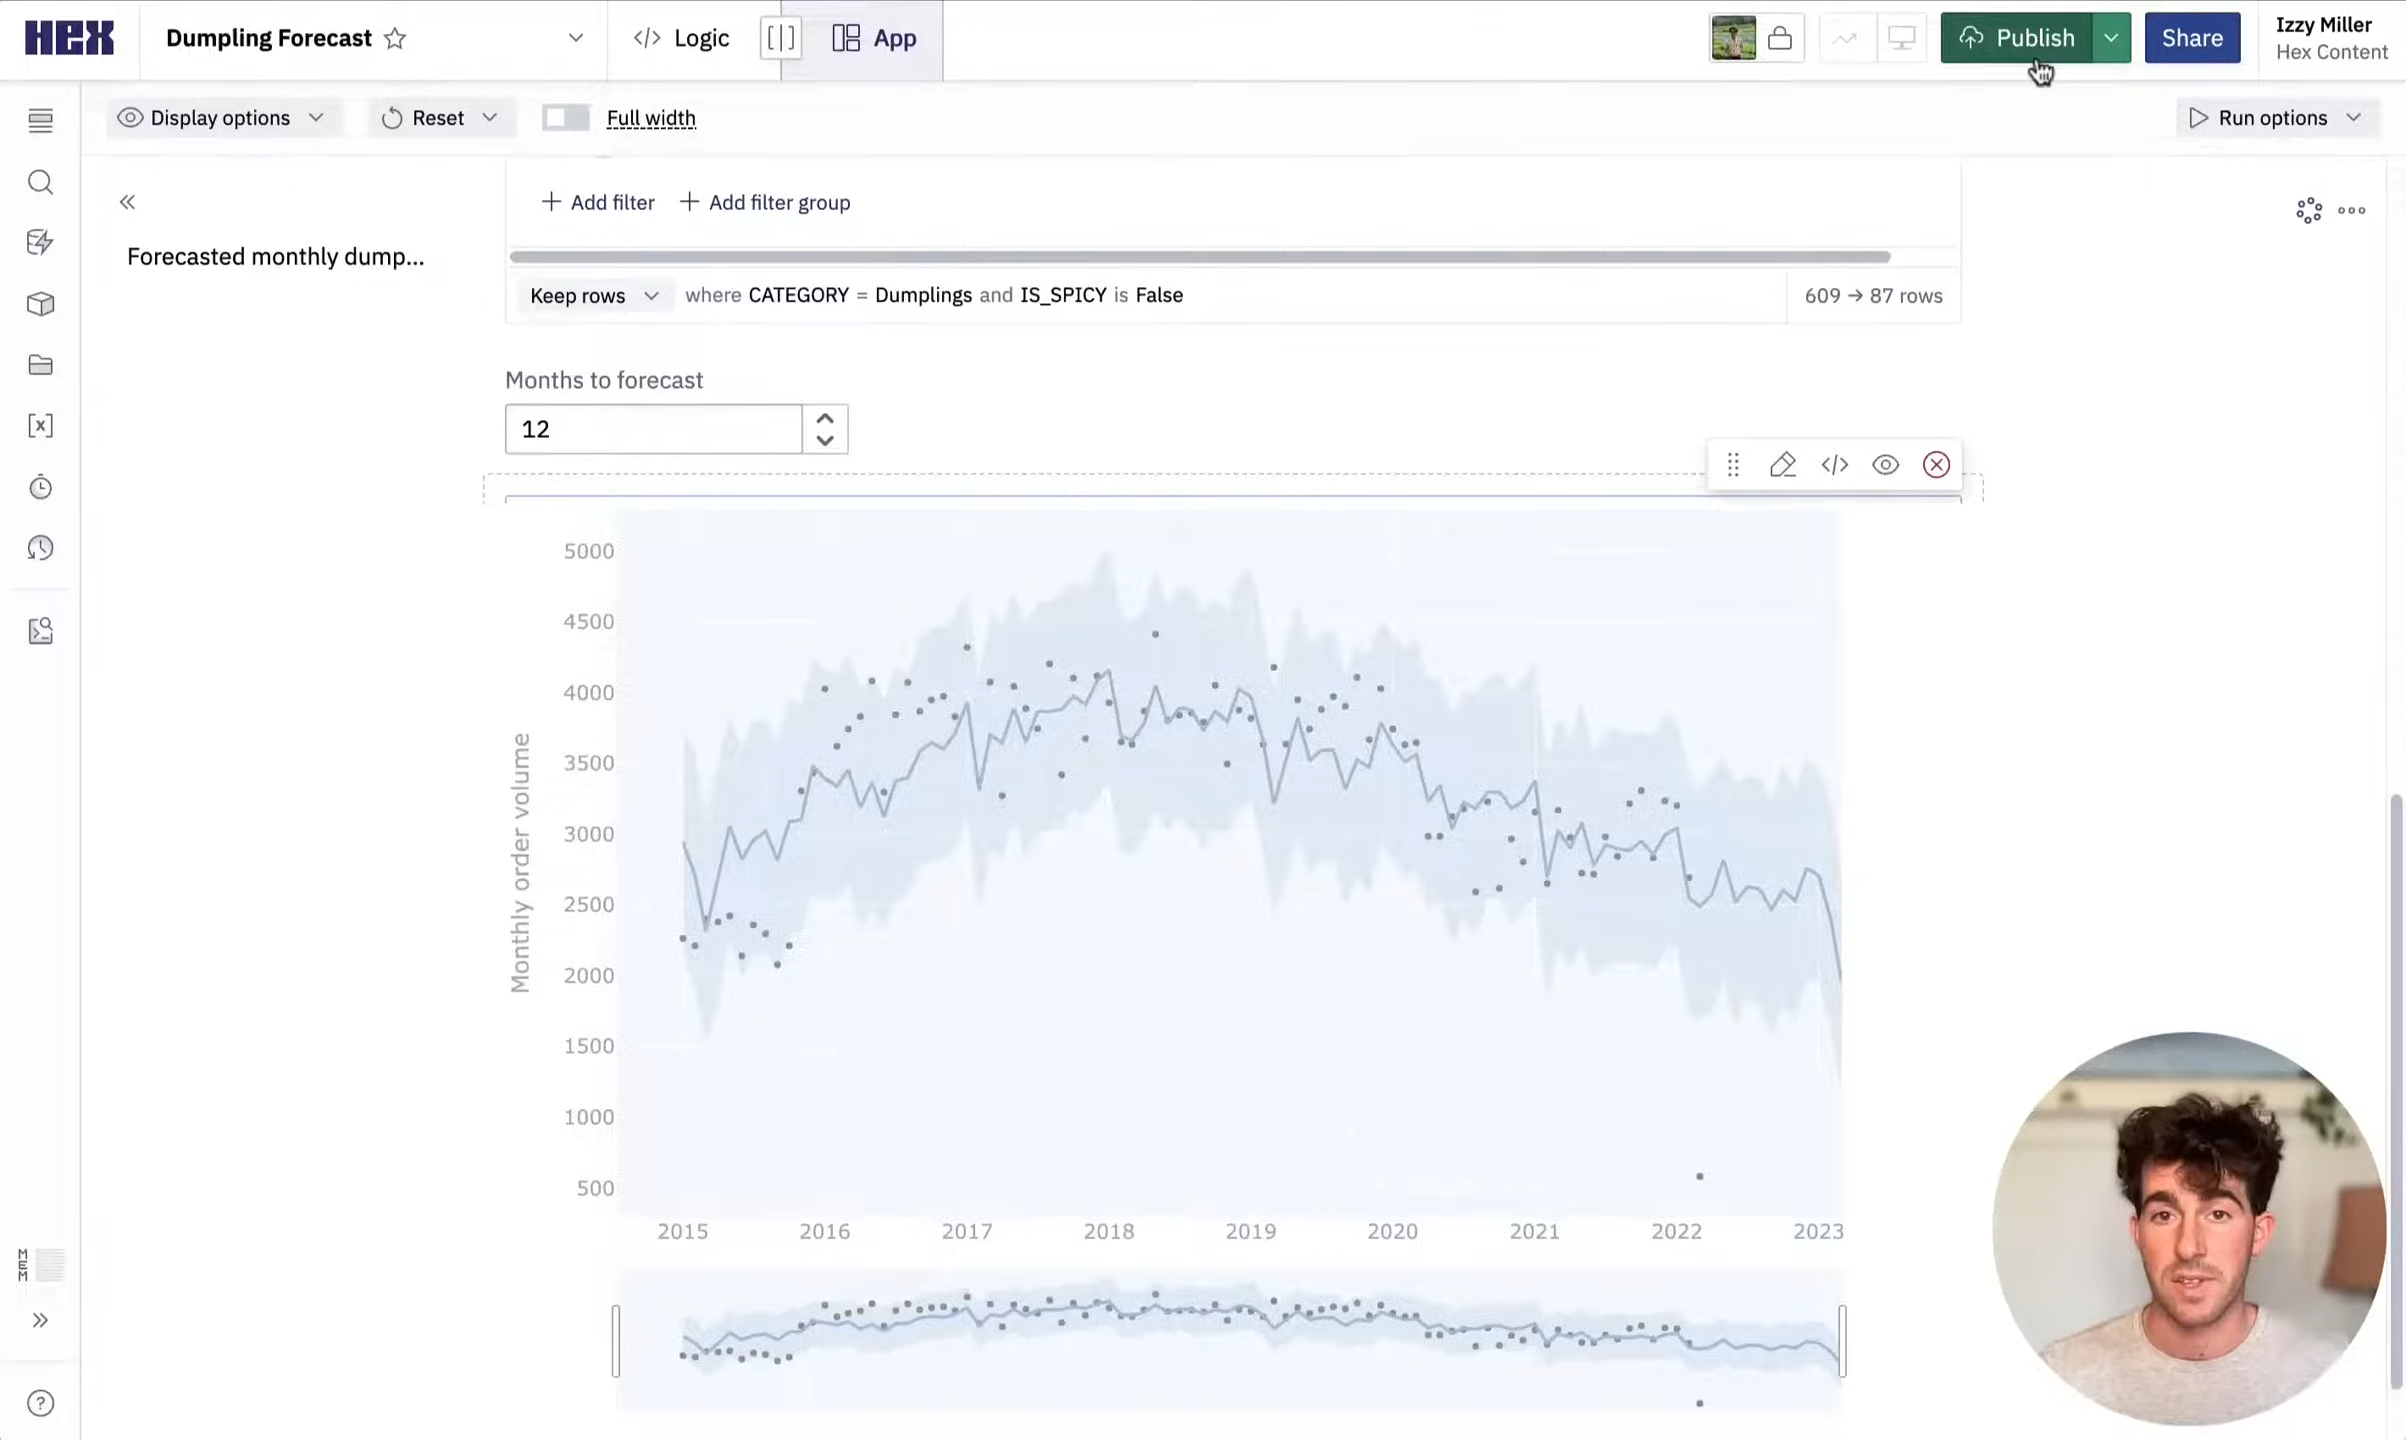 HEX
Dumpling Forecast
Logic
App
Publish
Share
Izzy Miller
Hex Content
Display options
Reset
Full width
Run options
Add filter
Add filter group
Forecasted monthly dump...
Keep rows
where CATEGORY = Dumplings and IS_SPICY is False
609 → 87 rows
Months to forecast
12
5000
4500
4000
3500
3000
2500
2000
1500
1000
500
Monthly order volume
2015 2016 2017 2018 2019 2020 2021 2022 2023
MEM